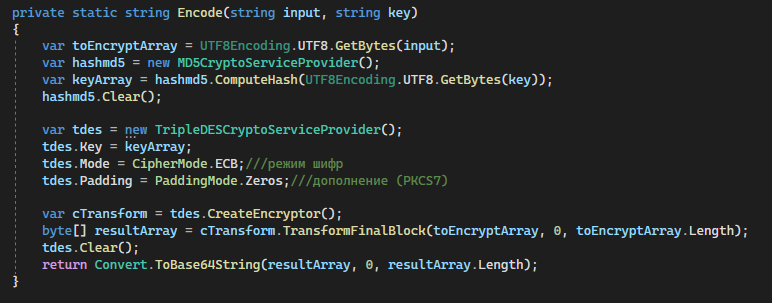 private static string Encode(string input, string key)
{
var toEncryptArray = UTF8Encoding.UTF8.GetBytes(input);
var hashmd5 = new MD5CryptoServiceProvider();
var keyArray = hashmd5.ComputeHash(UTF8Encoding.UTF8.GetBytes(key));
hashmd5.Clear();
var tdes = new TripleDESCryptoServiceProvider();
tdes.Key = keyArray;
tdes.Mode = CipherMode.ECB;///режим шифр
tdes.Padding = PaddingMode.Zeros;///дополнение (PKCS7)
var cTransform = tdes.CreateEncryptor();
byte[] resultArray = cTransform.TransformFinalBlock(toEncryptArray, 0, toEncryptArray.Length);
tdes.Clear();
return Convert.ToBase64String(resultArray, 0, resultArray.Length);
}